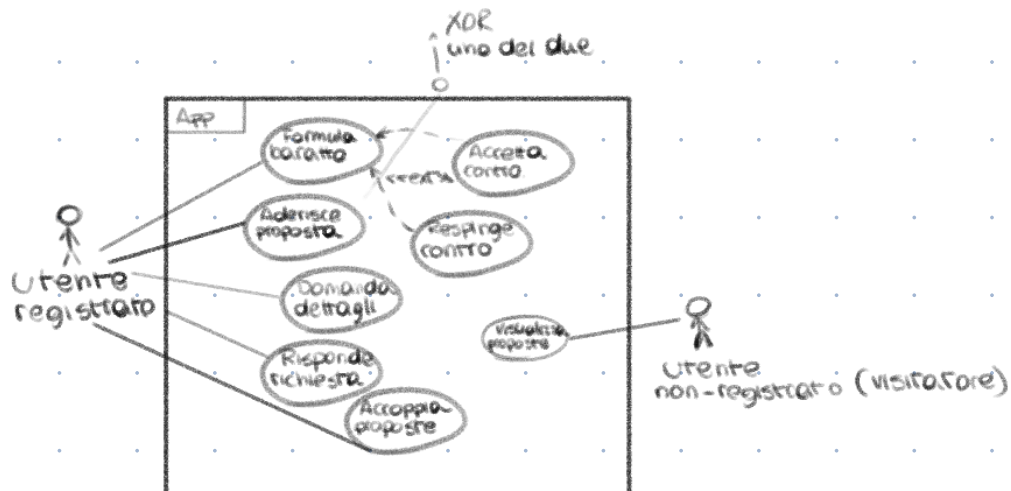 XOR
uno dei due
App
Formula
baratto
Accetta
contro
<<ext>>
Aderisce
proposta
Respinge
contro
Utente
registrato
Domanda
dettagli
Visualizza
proposte
Risponde
richiesta
Utente
non-registrato (visitatore)
Accoppia
proposte